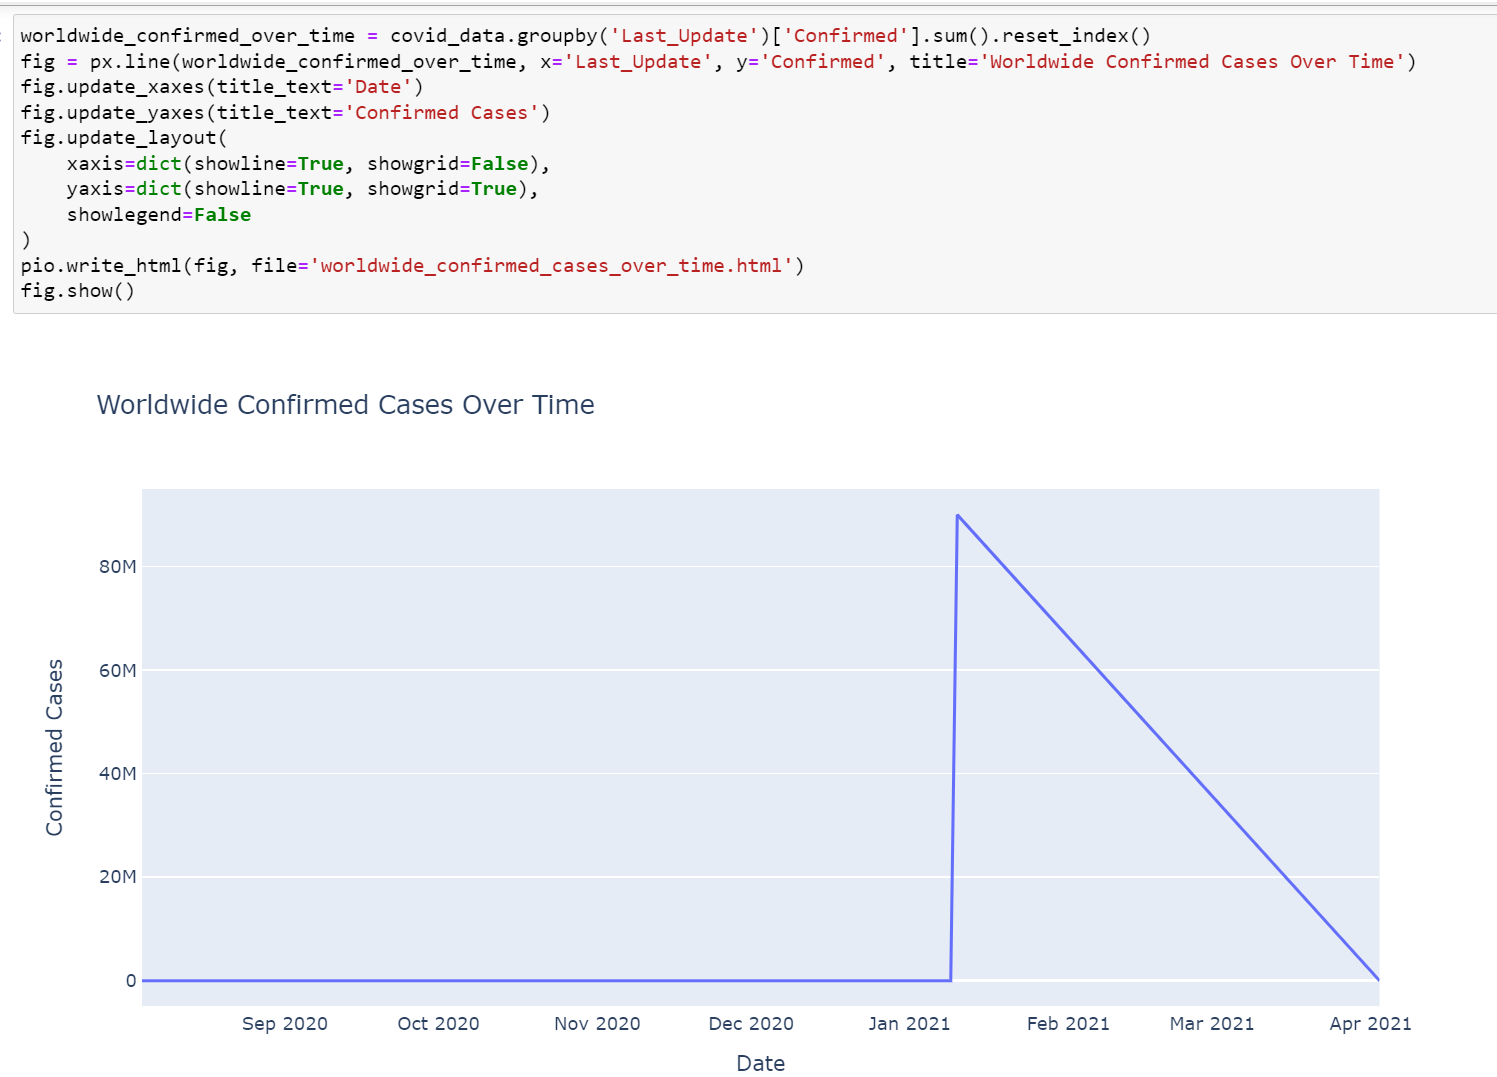 worldwide_confirmed_over_time = covid_data.groupby('Last_Update')['Confirmed'].sum().reset_index()
fig = px.line(worldwide_confirmed_over_time, x='Last_Update', y='Confirmed', title='Worldwide Confirmed Cases Over Time')
fig.update_xaxes(title_text='Date')
fig.update_yaxes(title_text='Confirmed Cases')
fig.update_layout(
    xaxis=dict(showline=True, showgrid=False),
    yaxis=dict(showline=True, showgrid=True),
    showlegend=False
)
pio.write_html(fig, file='worldwide_confirmed_cases_over_time.html')
fig.show()
Worldwide Confirmed Cases Over Time
80M
60M
40M
20M
0
Confirmed Cases
Sep 2020 Oct 2020 Nov 2020 Dec 2020 Jan 2021 Feb 2021 Mar 2021 Apr 2021
Date